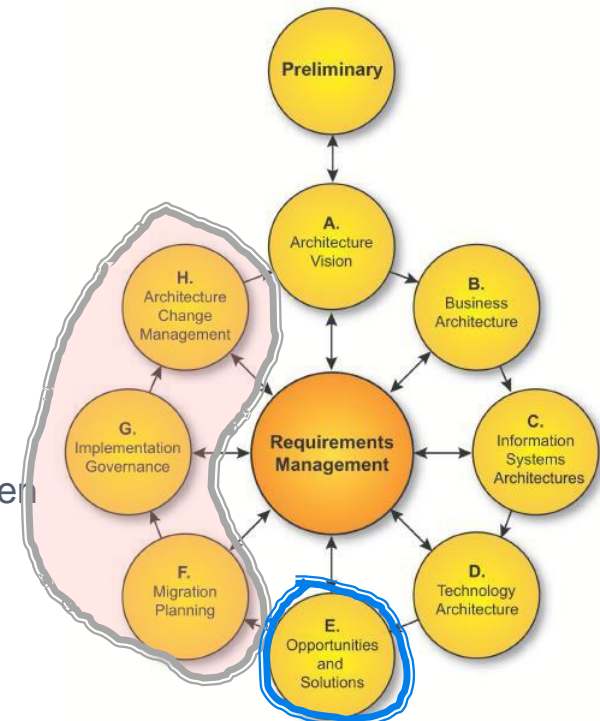 Preliminary
A.
Architecture
Vision
B.
Business
Architecture
C.
Information
Systems
Architectures
D.
Technology
Architecture
E.
Opportunities
and
Solutions
F.
Migration
Planning
G.
Implementation
Governance
H.
Architecture
Change
Management
Requirements
Management
en